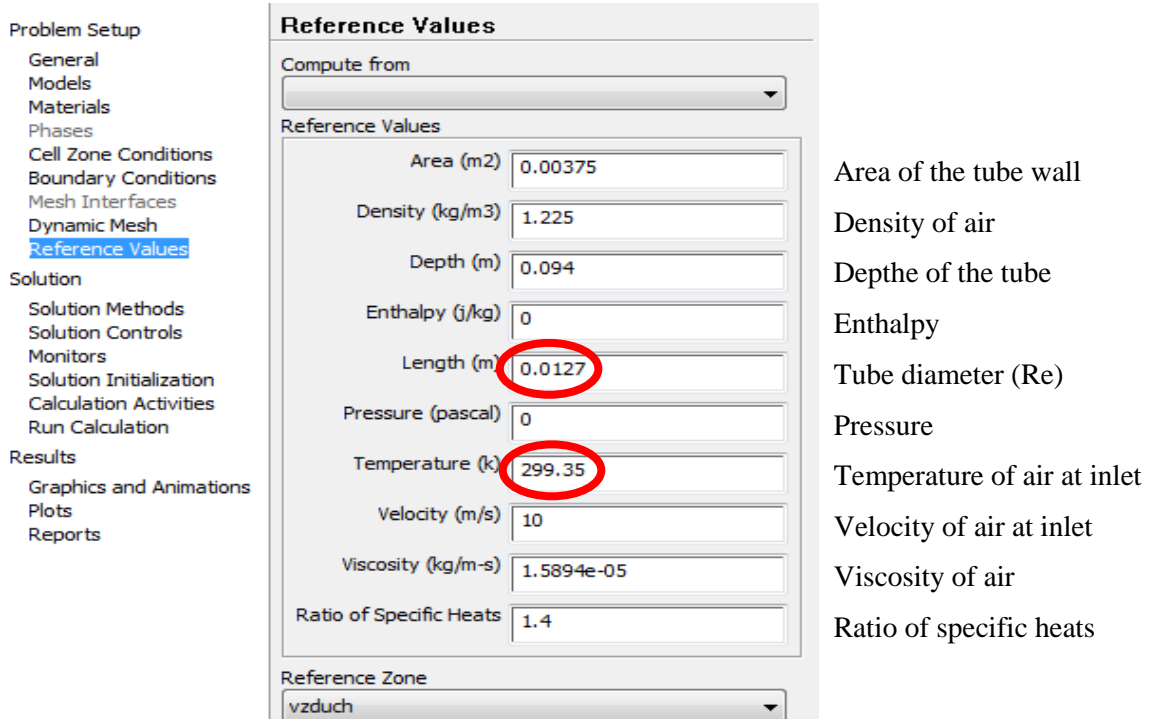 Problem Setup
General
Models
Materials
Phases
Cell Zone Conditions
Boundary Conditions
Mesh Interfaces
Dynamic Mesh
Reference Values
Solution
Solution Methods
Solution Controls
Monitors
Solution Initialization
Calculation Activities
Run Calculation
Results
Graphics and Animations
Plots
Reports
Reference Values
Compute from
Reference Values
Area (m2) 0.00375 Area of the tube wall
Density (kg/m3) 1.225 Density of air
Depth (m) 0.094 Depthe of the tube
Enthalpy (j/kg) 0 Enthalpy
Length (m) 0.0127 Tube diameter (Re)
Pressure (pascal) 0 Pressure
Temperature (k) 299.35 Temperature of air at inlet
Velocity (m/s) 10 Velocity of air at inlet
Viscosity (kg/m-s) 1.5894e-05 Viscosity of air
Ratio of Specific Heats 1.4 Ratio of specific heats
Reference Zone
vzduch